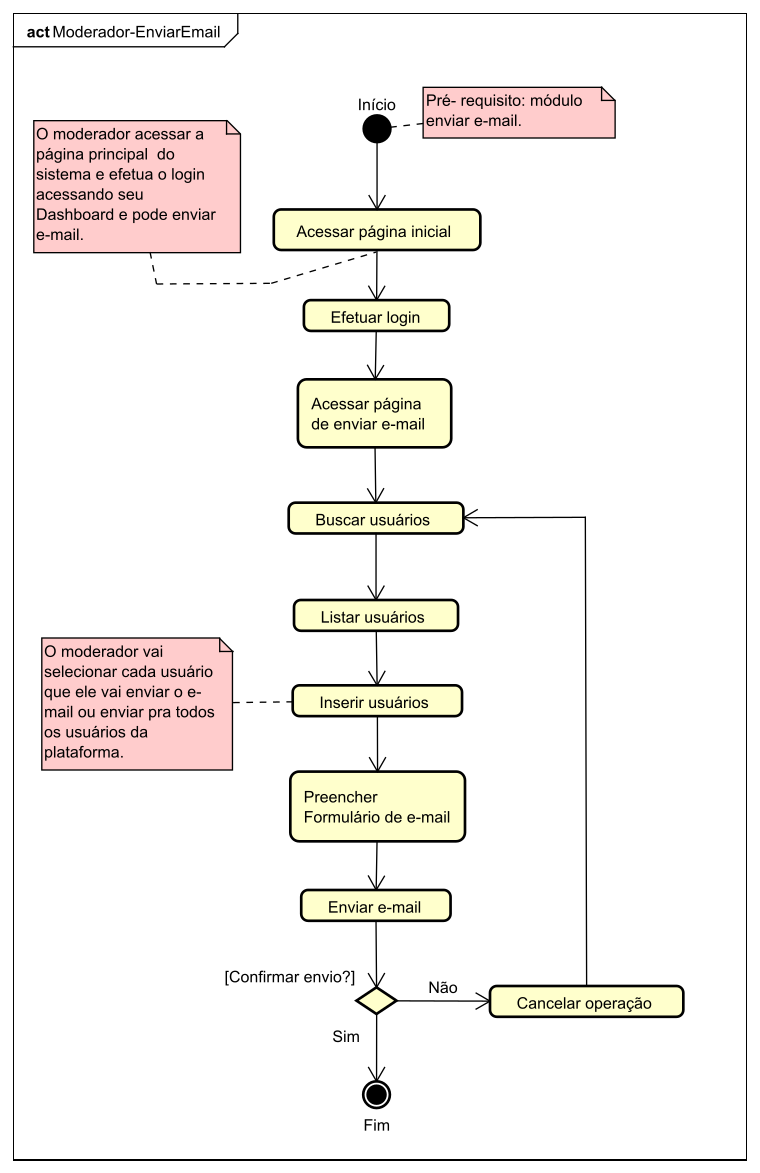 act Moderador-EnviarEmail
Início
Pré- requisito: módulo
enviar e-mail.
O moderador acessar a
página principal  do
sistema e efetua o login
acessando seu
Dashboard e pode enviar
e-mail.
Acessar página inicial
Efetuar login
Acessar página
de enviar e-mail
Buscar usuários
Listar usuários
O moderador vai
selecionar cada usuário
que ele vai enviar o e-
mail ou enviar pra todos
os usuários da
plataforma.
Inserir usuários
Preencher
Formulário de e-mail
Enviar e-mail
[Confirmar envio?]
Não
Cancelar operação
Sim
Fim